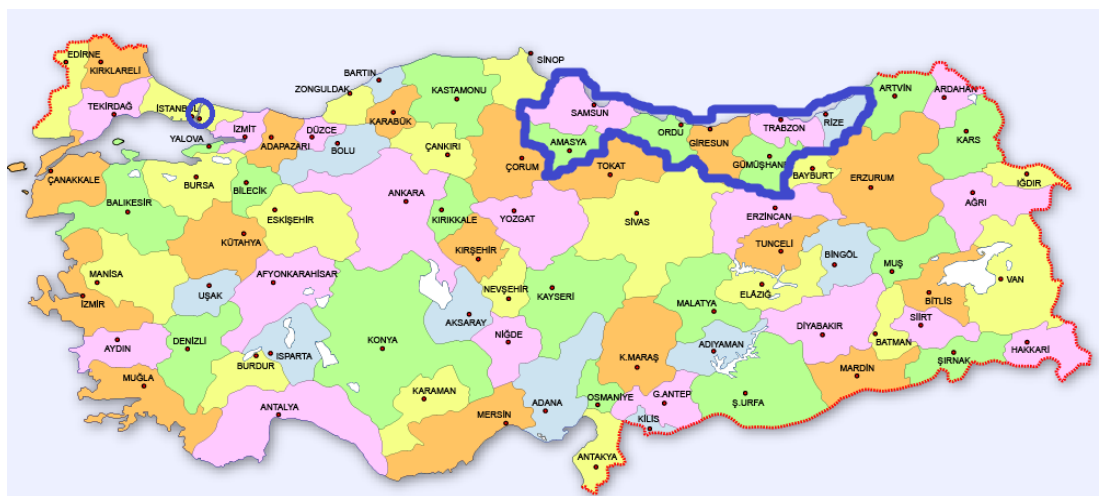 EDİRNE
KIRKLARELİ
TEKİRDAĞ
İSTANBUL
YALOVA
İZMİT
ADAPAZARI
DÜZCE
BOLU
ZONGULDAK
BARTIN
KARABÜK
KASTAMONU
SİNOP
ÇANKIRI
ÇORUM
SAMSUN
AMASYA
TOKAT
ORDU
GİRESUN
TRABZON
GÜMÜŞHANE
RİZE
BAYBURT
ARTVİN
ARDAHAN
KARS
ERZURUM
IĞDIR
AĞRI
ÇANAKKALE
BALIKESİR
BURSA
BİLECİK
ESKİŞEHİR
KÜTAHYA
ANKARA
KIRIKKALE
YOZGAT
SİVAS
ERZİNCAN
TUNCELİ
BİNGÖL
MUŞ
BİTLİS
VAN
MANİSA
İZMİR
UŞAK
AFYONKARAHİSAR
KIRŞEHİR
NEVŞEHİR
KAYSERİ
MALATYA
ELÂZIĞ
DİYABAKIR
BATMAN
SİİRT
ŞIRNAK
HAKKARİ
AYDIN
DENİZLİ
BURDUR
ISPARTA
KONYA
AKSARAY
NİĞDE
K.MARAŞ
ADIYAMAN
MARDİN
MUĞLA
ANTALYA
KARAMAN
MERSİN
ADANA
OSMANİYE
G.ANTEP
KİLİS
Ş.URFA
ANTAKYA